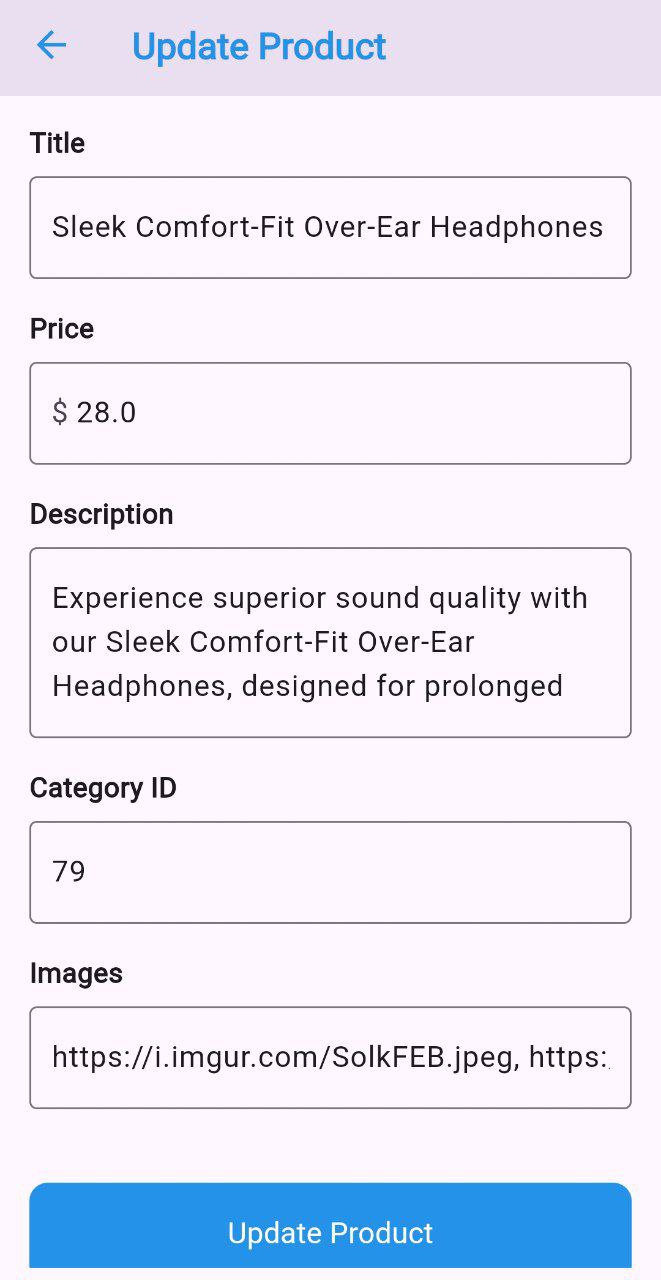 Update Product
Title
Sleek Comfort-Fit Over-Ear Headphones
Price
$ 28.0
Description
Experience superior sound quality with
our Sleek Comfort-Fit Over-Ear
Headphones, designed for prolonged
Category ID
79
Images
https://i.imgur.com/SolkFEB.jpeg, https:
Update Product